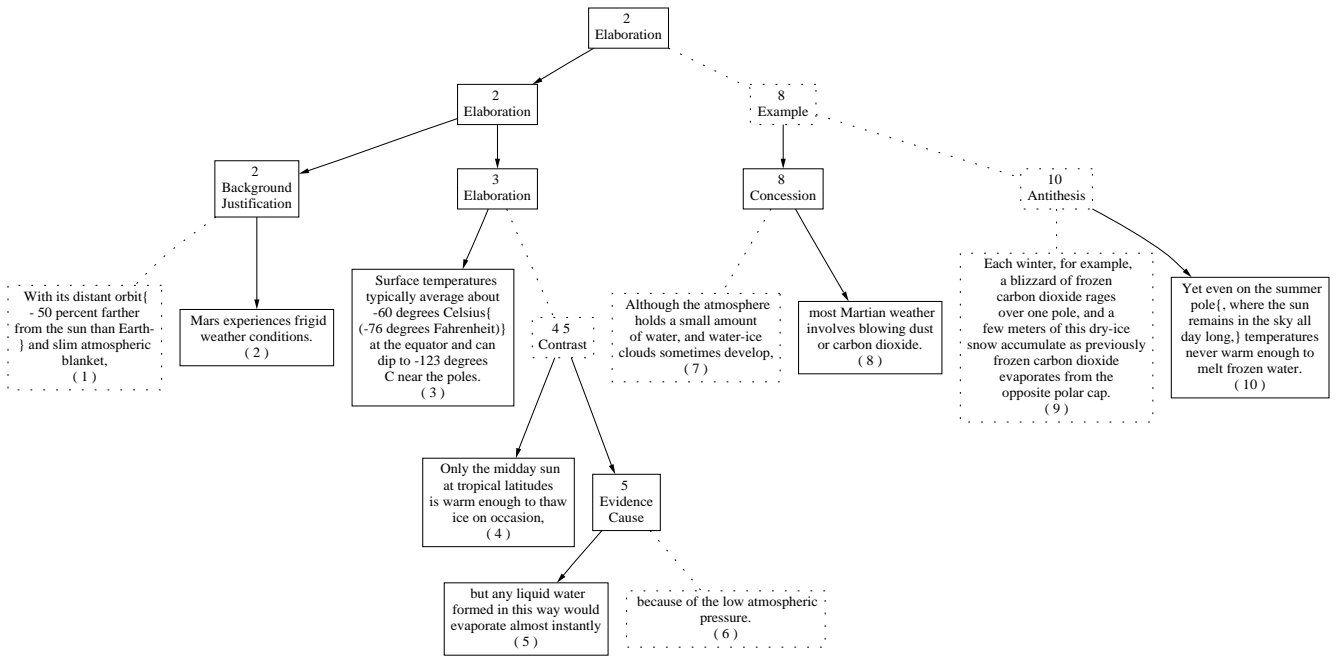 2
Elaboration
2
Elaboration
8
Example
2
Background
Justification
3
Elaboration
8
Concession
10
Antithesis
With its distant orbit{
- 50 percent farther
from the sun than Earth-
} and slim atmospheric
blanket,
( 1 )
Mars experiences frigid
weather conditions.
( 2 )
Surface temperatures
typically average about
-60 degrees Celsius{
(-76 degrees Fahrenheit)}
at the equator and can
dip to -123 degrees
C near the poles.
( 3 )
4 5
Contrast
Although the atmosphere
holds a small amount
of water, and water-ice
clouds sometimes develop,
( 7 )
most Martian weather
involves blowing dust
or carbon dioxide.
( 8 )
Each winter, for example,
a blizzard of frozen
carbon dioxide rages
over one pole, and a
few meters of this dry-ice
snow accumulate as previously
frozen carbon dioxide
evaporates from the
opposite polar cap.
( 9 )
Yet even on the summer
pole{, where the sun
remains in the sky all
day long,} temperatures
never warm enough to
melt frozen water.
( 10 )
Only the midday sun
at tropical latitudes
is warm enough to thaw
ice on occasion,
( 4 )
5
Evidence
Cause
but any liquid water
formed in this way would
evaporate almost instantly
( 5 )
because of the low atmospheric
pressure.
( 6 )